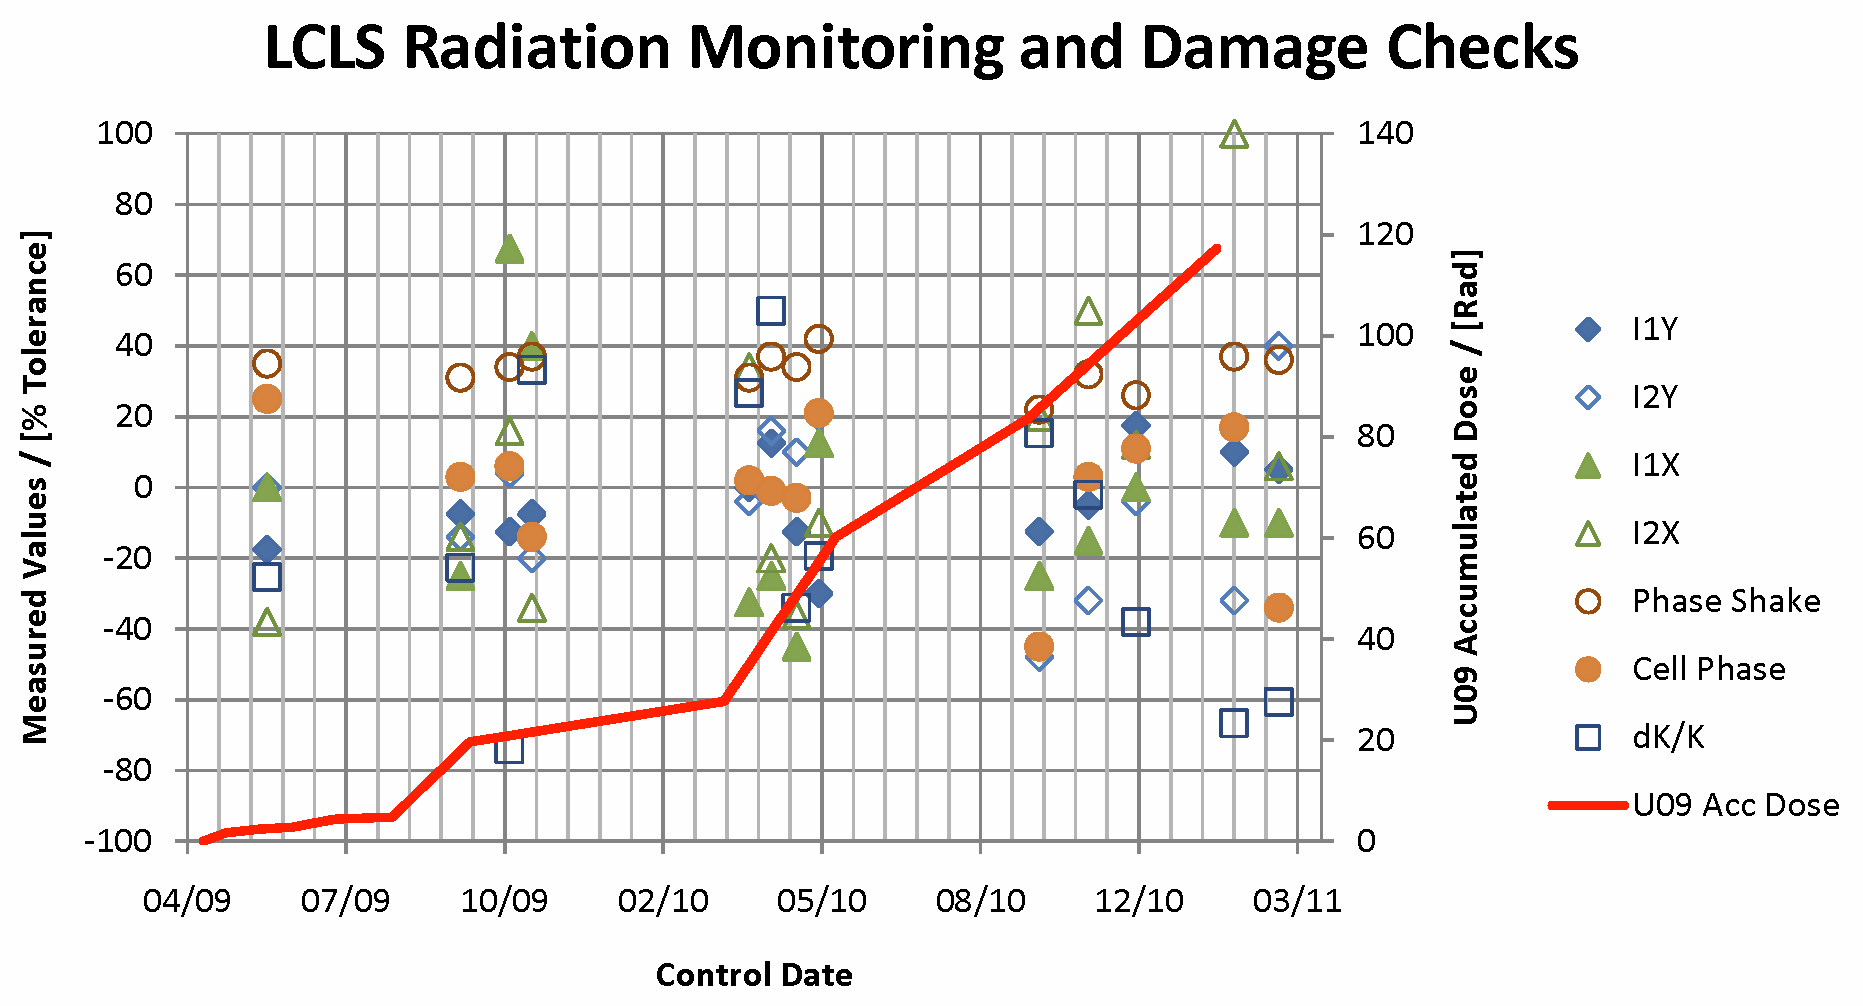 LCLS Radiation Monitoring and Damage Checks
Measured Values / [% Tolerance]
100
80
60
40
20
0
-20
-40
-60
-80
-100
140
120
100
80
60
40
20
0
U09 Accumulated Dose / [Rad]
04/09 07/09 10/09 02/10 05/10 08/10 12/10 03/11
Control Date
I1Y
I2Y
I1X
I2X
Phase Shake
Cell Phase
dK/K
U09 Acc Dose